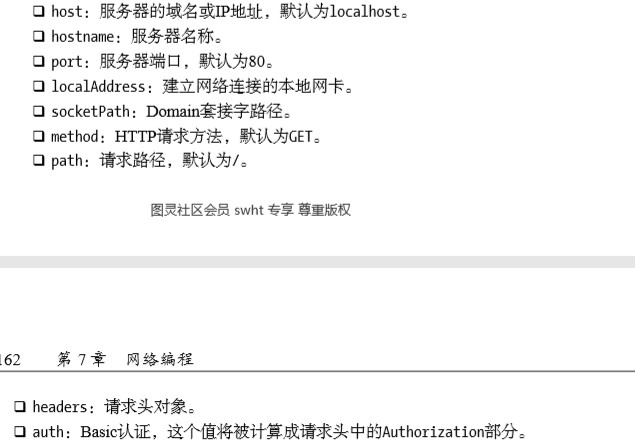 ❑ host：服务器的域名或IP地址，默认为localhost。
❑ hostname：服务器名称。
❑ port：服务器端口，默认为80。
❑ localAddress：建立网络连接的本地网卡。
❑ socketPath：Domain套接字路径。
❑ method：HTTP请求方法，默认为GET。
❑ path：请求路径，默认为/。
图灵社区会员 swht 专享 尊重版权
162 第 7 章 网络编程
❑ headers：请求头对象。
❑ auth：Basic认证，这个值将被计算成请求头中的Authorization部分。